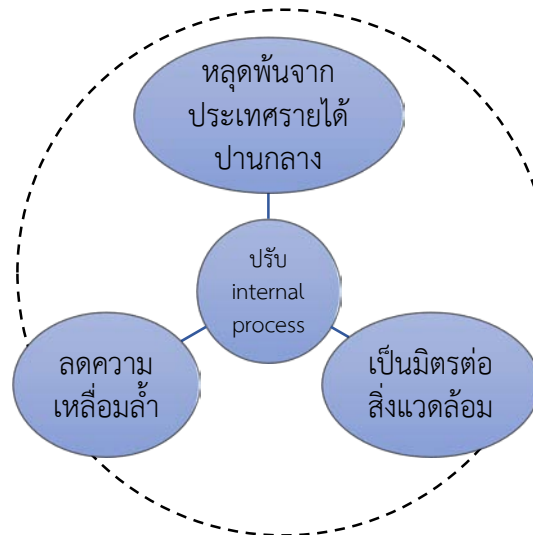 หลุดพ้นจาก
ประเทศรายได้
ปานกลาง
ปรับ
internal
process
ลดความ
เหลื่อมล้ำ
เป็นมิตรต่อ
สิ่งแวดล้อม